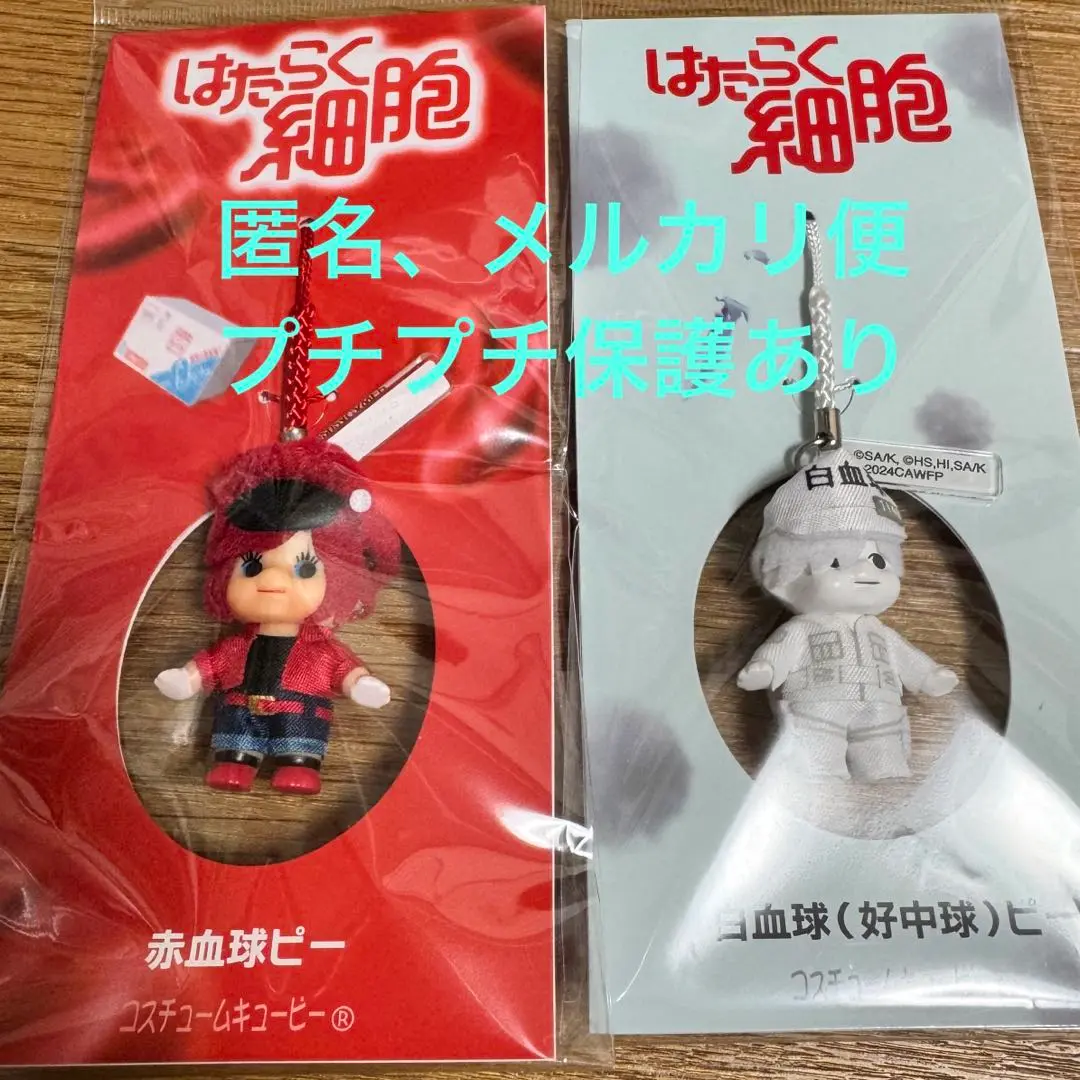 はたらく
細胞
はたらく
細胞
匿名、メルカリ便
プチプチ保護あり
©SA/K, ©HS,HI,SA/K
2024CAWFP
白血
赤血球ピー
コスチュームキューピー®
白血球(好中球)ピー
コスチ